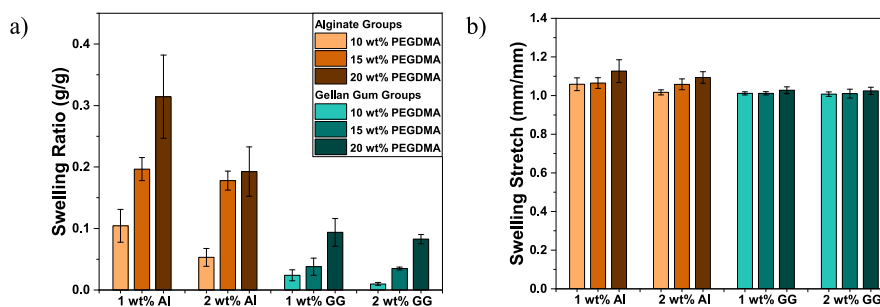 a)
Swelling Ratio (g/g)
0.4
0.3
0.2
0.1
0.0
Alginate Groups
10 wt% PEGDMA
15 wt% PEGDMA
20 wt% PEGDMA
Gellan Gum Groups
10 wt% PEGDMA
15 wt% PEGDMA
20 wt% PEGDMA
1 wt% Al 2 wt% Al 1 wt% GG 2 wt% GG
b)
Swelling Stretch (mm/mm)
1.4
1.2
1.0
0.8
0.6
0.4
0.2
0.0
1 wt% Al 2 wt% Al 1 wt% GG 2 wt% GG